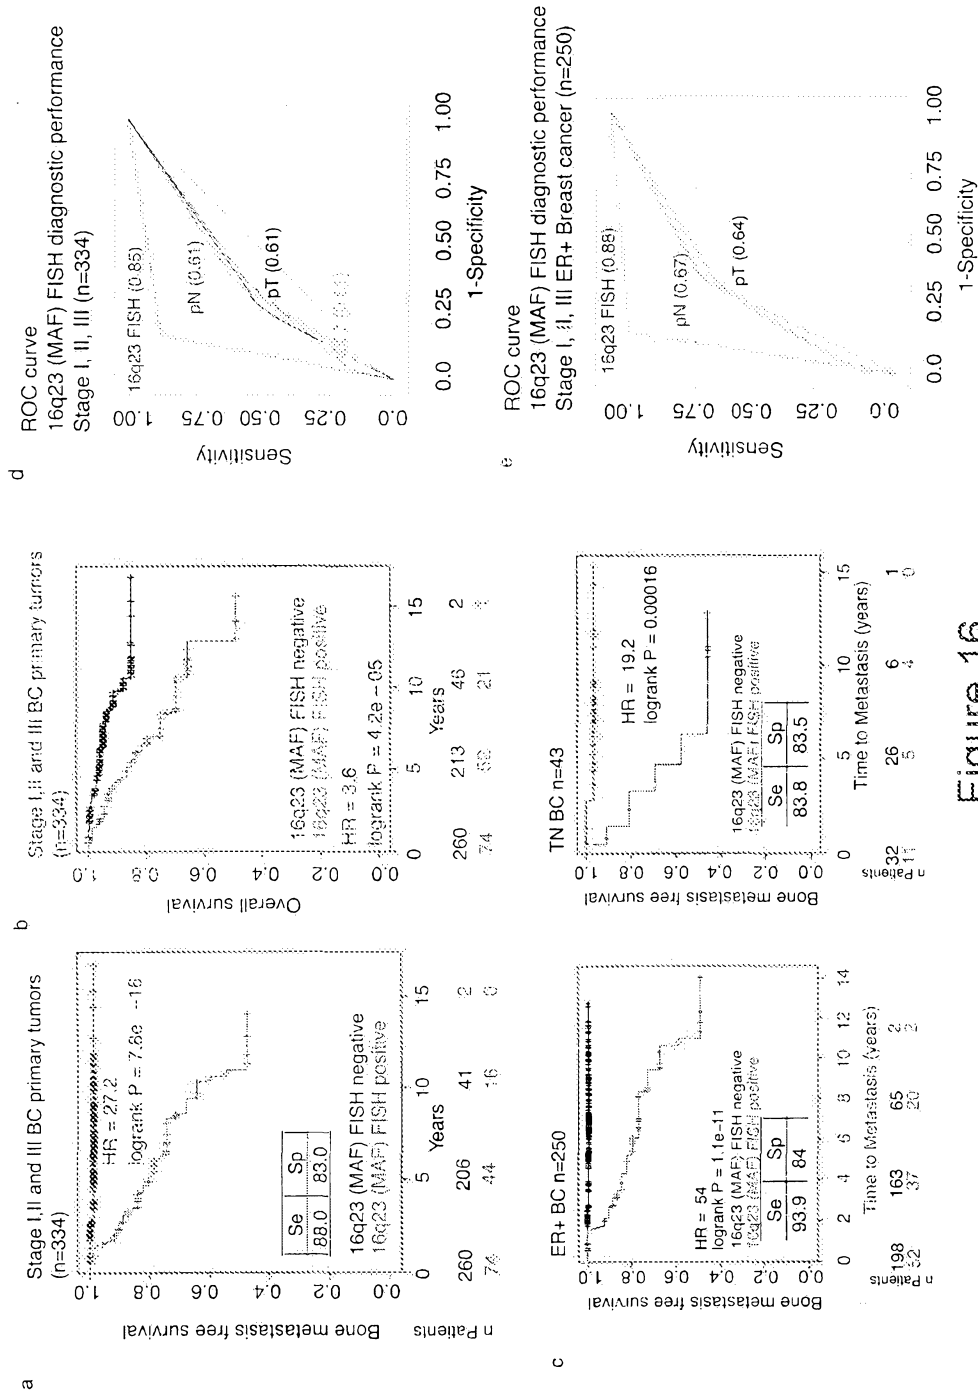 a
Stage I,II and III BC primary tumors
(n=334)
Bone metastasis free survival
1.0
0.8
0.6
0.4
0.2
0.0
HR = 27.2
logrank P = 7.8e −16
Se Sp
88.0 83.0
16q23 (MAF) FISH negative
16q23 (MAF) FISH positive
0 5 10 15
Years
n Patients
260 206 41 2
74 44 16 0
b
Stage I,II and III BC primary tumors
(n=334)
Overall survival
1.0
0.8
0.6
0.4
0.2
0.0
16q23 (MAF) FISH negative
16q23 (MAF) FISH positive
HR = 3.6
logrank P = 4.2e − 05
0 5 10 15
Years
260 213 46 2
74 21
c
ER+ BC n=250
Bone metastasis free survival
1.0
0.8
0.6
0.4
0.2
0.0
HR = 54
logrank P = 1.1e-11
16q23 (MAF) FISH negative
16q23 (MAF) FISH positive
Se Sp
93.9 84
0 2 4 6 8 10 12 14
Time to Metastasis (years)
n Patients
198 163 65 2
52 37 20 2
TN BC n=43
Bone metastasis free survival
1.0
0.8
0.6
0.4
0.2
0.0
HR = 19.2
logrank P = 0.00016
16q23 (MAF) FISH negative
16q23 (MAF) FISH positive
Se Sp
83.8 83.5
0 5 10 15
Time to Metastasis (years)
n Patients
32 26 6 1
11 5 4 0
d
ROC curve
16q23 (MAF) FISH diagnostic performance
Stage I, II, III (n=334)
Sensitivity
1.00
0.75
0.50
0.25
0.0
16q23 FISH (0.85)
pN (0.61)
pT (0.61)
0.0 0.25 0.50 0.75 1.00
1-Specificity
e
ROC curve
16q23 (MAF) FISH diagnostic performance
Stage I, II, III ER+ Breast cancer (n=250)
Sensitivity
1.00
0.75
0.50
0.25
0.0
16q23 FISH (0.88)
pN (0.67)
pT (0.64)
0.0 0.25 0.50 0.75 1.00
1-Specificity
Figure 16